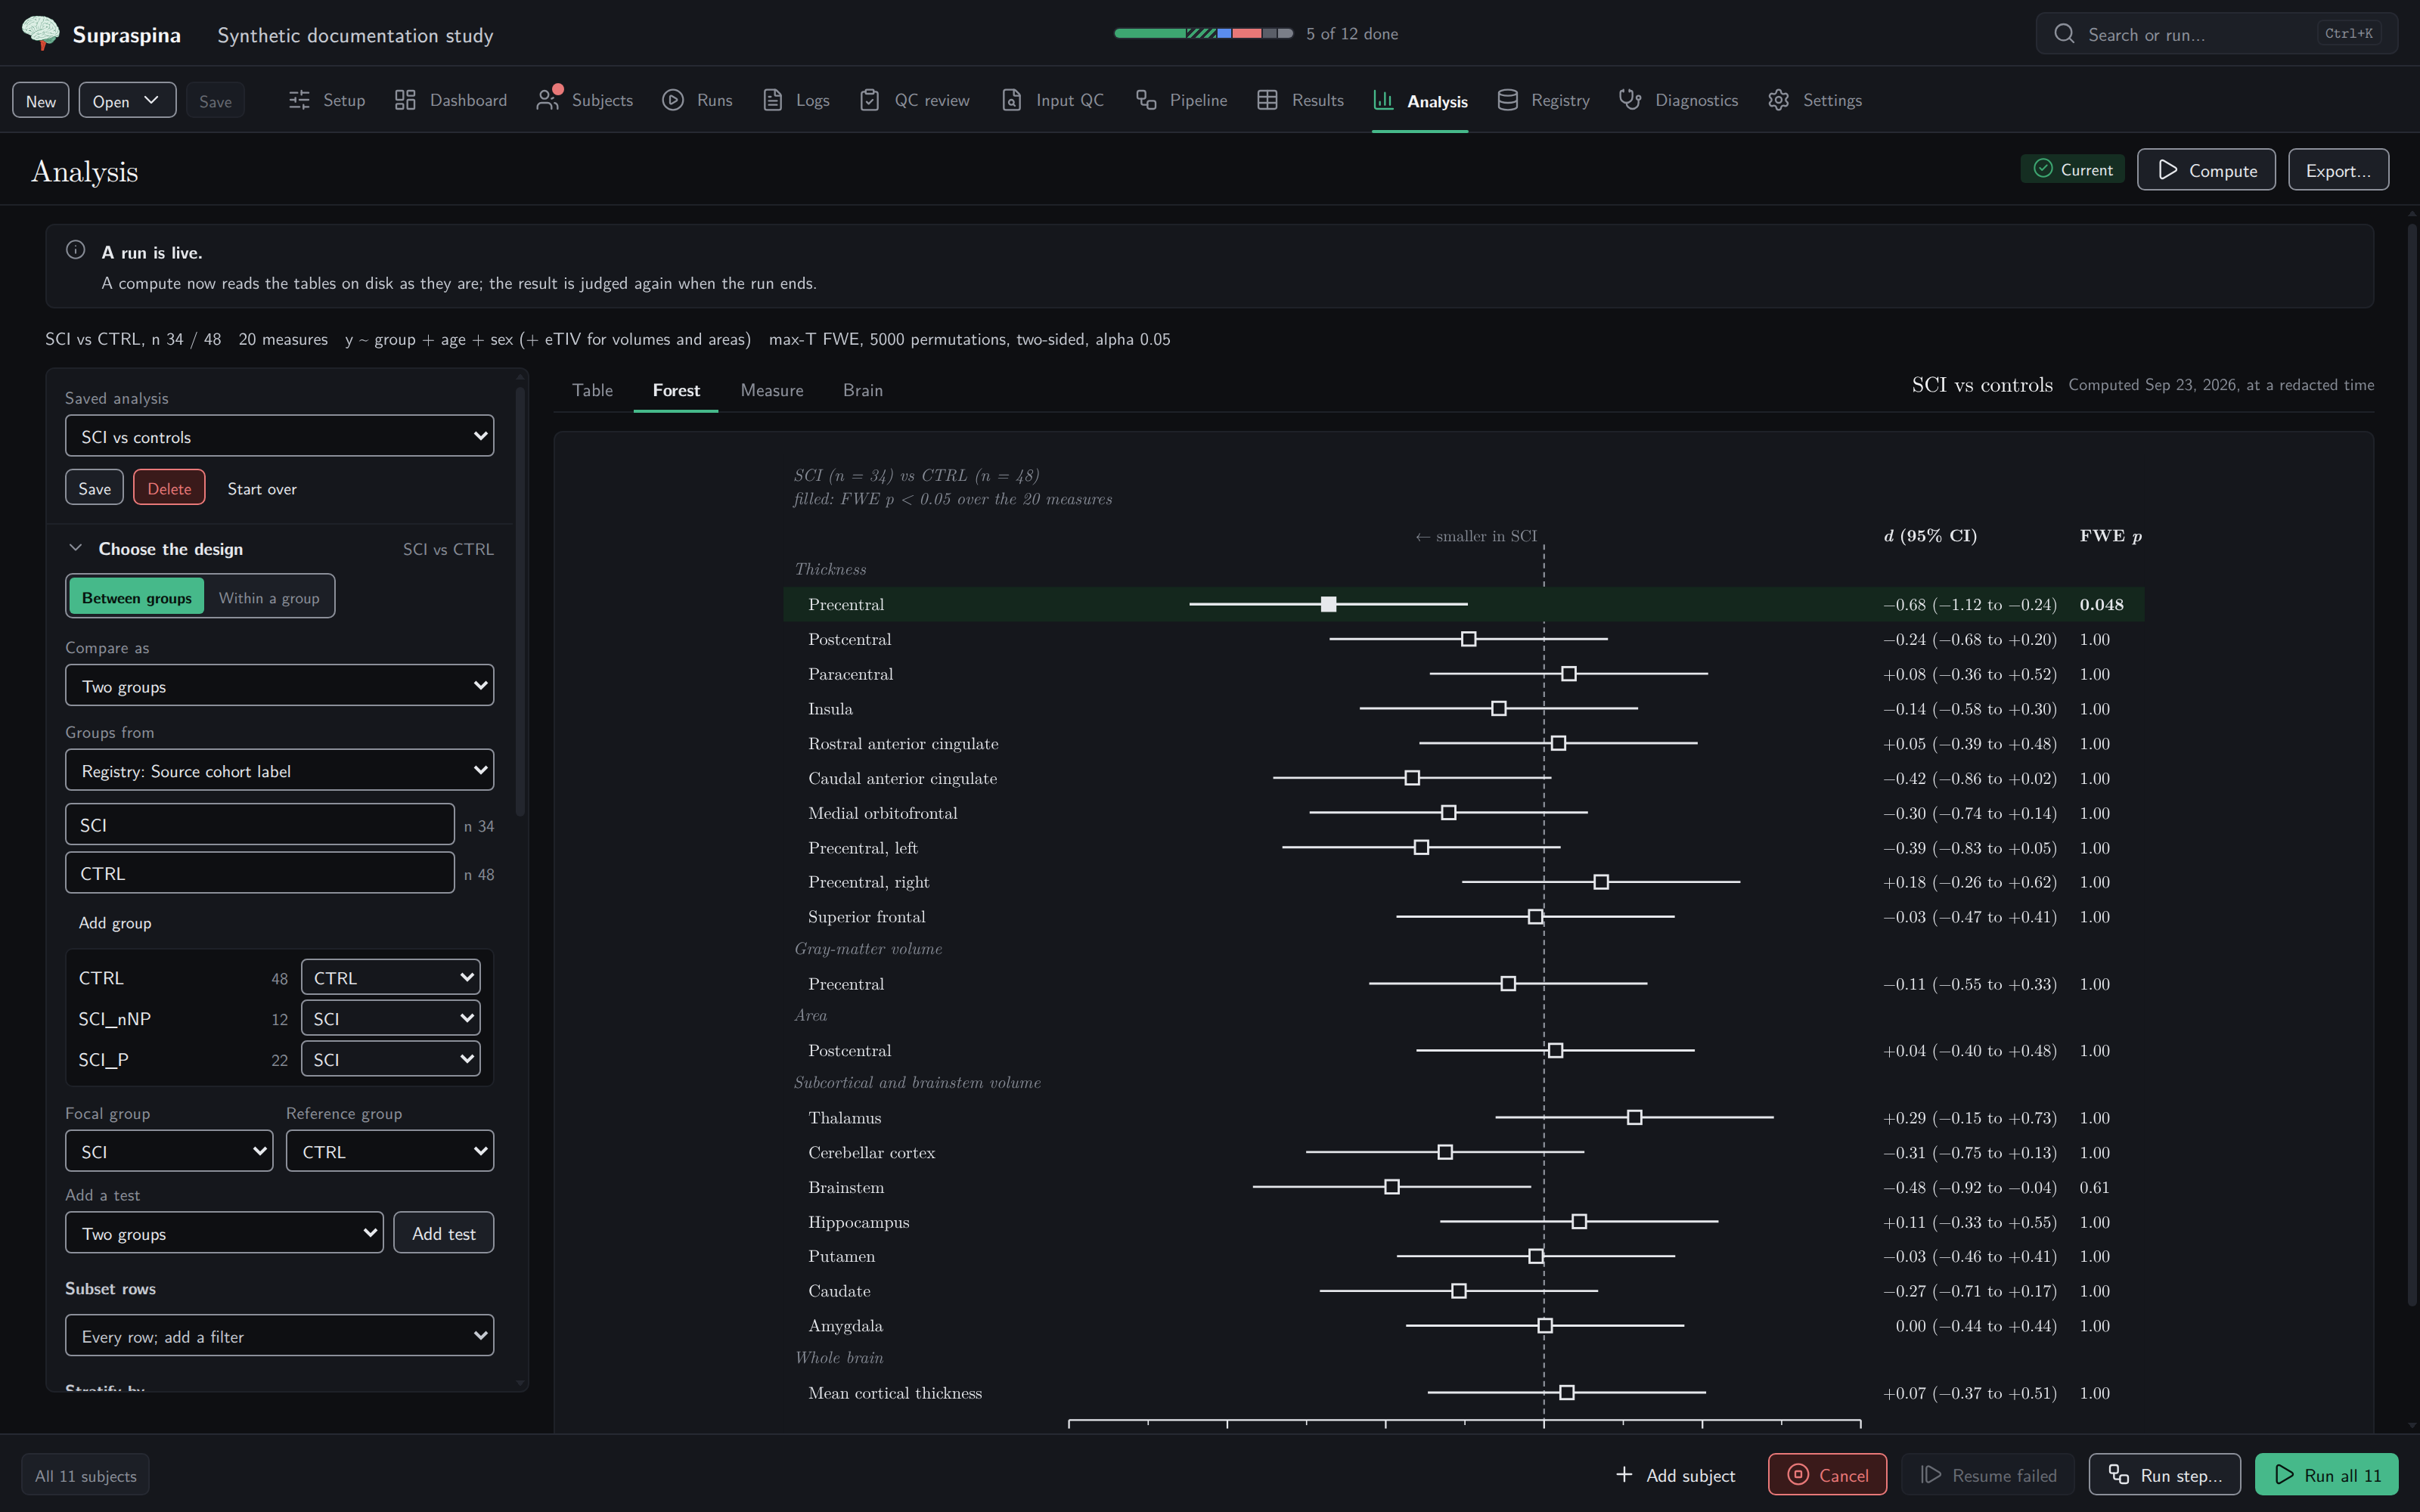 Supraspina
Synthetic documentation study
5 of 12 done
Search or run...
Ctrl+K
New
Open
Save
Setup
Dashboard
Subjects
Runs
Logs
QC review
Input QC
Pipeline
Results
Analysis
Registry
Diagnostics
Settings
Analysis
Current
Compute
Export...
A run is live.
A compute now reads the tables on disk as they are; the result is judged again when the run ends.
SCI vs CTRL, n 34 / 48 20 measures y ~ group + age + sex (+ eTIV for volumes and areas) max-T FWE, 5000 permutations, two-sided, alpha 0.05
Saved analysis
SCI vs controls
Save
Delete
Start over
Choose the design
SCI vs CTRL
Between groups
Within a group
Compare as
Two groups
Groups from
Registry: Source cohort label
SCI
n 34
CTRL
n 48
Add group
CTRL 48 CTRL
SCI_nNP 12 SCI
SCI_P 22 SCI
Focal group
Reference group
SCI
CTRL
Add a test
Two groups
Add test
Subset rows
Every row; add a filter
Stratify by
Table
Forest
Measure
Brain
SCI vs controls
Computed Sep 23, 2026, at a redacted time
SCI (n = 34) vs CTRL (n = 48)
filled: FWE p < 0.05 over the 20 measures
← smaller in SCI
d (95% CI)
FWE p
Thickness
Precentral −0.68 (−1.12 to −0.24) 0.048
Postcentral −0.24 (−0.68 to +0.20) 1.00
Paracentral +0.08 (−0.36 to +0.52) 1.00
Insula −0.14 (−0.58 to +0.30) 1.00
Rostral anterior cingulate +0.05 (−0.39 to +0.48) 1.00
Caudal anterior cingulate −0.42 (−0.86 to +0.02) 1.00
Medial orbitofrontal −0.30 (−0.74 to +0.14) 1.00
Precentral, left −0.39 (−0.83 to +0.05) 1.00
Precentral, right +0.18 (−0.26 to +0.62) 1.00
Superior frontal −0.03 (−0.47 to +0.41) 1.00
Gray-matter volume
Precentral −0.11 (−0.55 to +0.33) 1.00
Area
Postcentral +0.04 (−0.40 to +0.48) 1.00
Subcortical and brainstem volume
Thalamus +0.29 (−0.15 to +0.73) 1.00
Cerebellar cortex −0.31 (−0.75 to +0.13) 1.00
Brainstem −0.48 (−0.92 to −0.04) 0.61
Hippocampus +0.11 (−0.33 to +0.55) 1.00
Putamen −0.03 (−0.46 to +0.41) 1.00
Caudate −0.27 (−0.71 to +0.17) 1.00
Amygdala 0.00 (−0.44 to +0.44) 1.00
Whole brain
Mean cortical thickness +0.07 (−0.37 to +0.51) 1.00
All 11 subjects
Add subject
Cancel
Resume failed
Run step...
Run all 11